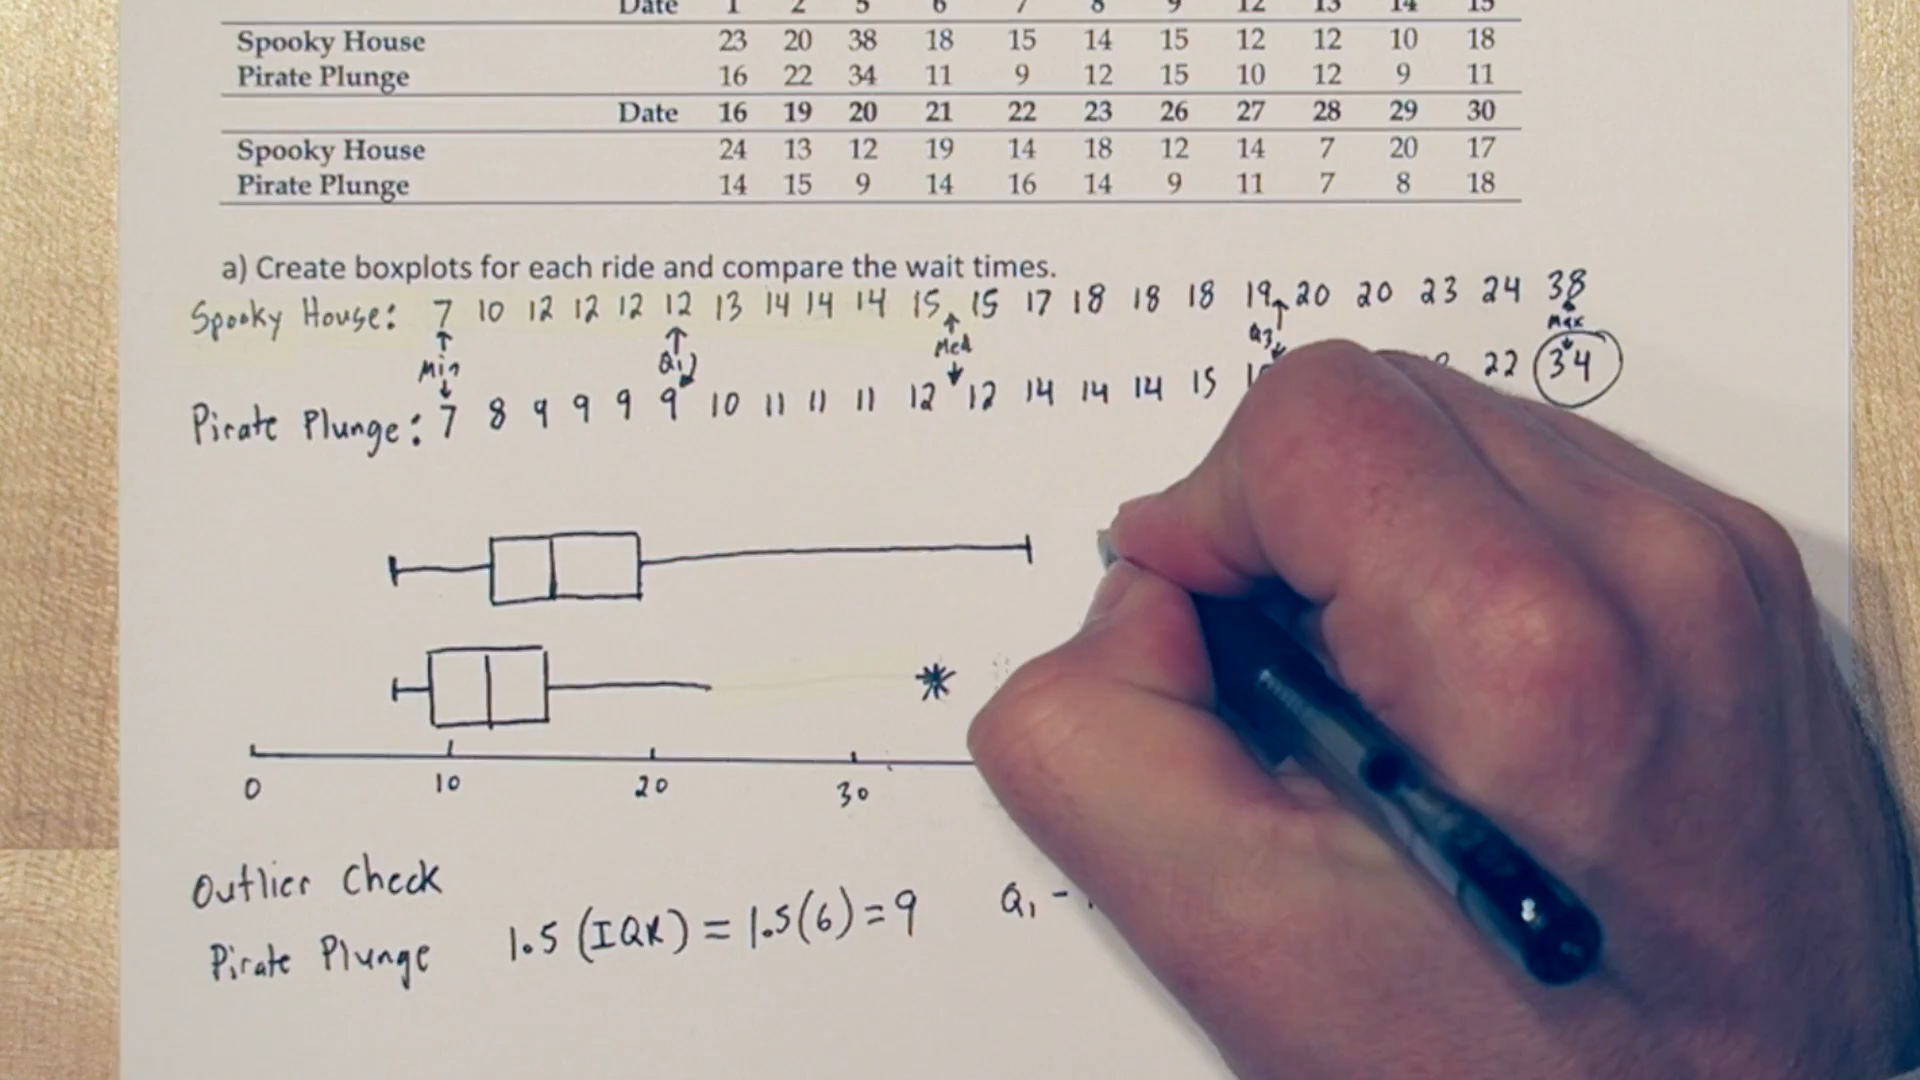 Date 1 2 5 6 7 8 9 12 13 14 15
Spooky House 23 20 38 18 15 14 15 12 12 10 18
Pirate Plunge 16 22 34 11 9 12 15 10 12 9 11
Date 16 19 20 21 22 23 26 27 28 29 30
Spooky House 24 13 12 19 14 18 12 14 7 20 17
Pirate Plunge 14 15 9 14 16 14 9 11 7 8 18
a) Create boxplots for each ride and compare the wait times.
Spooky House: 7 10 12 12 12 12 13 14 14 14 15 15 17 18 18 18 19 20 20 23 24 38
Min Q1 Med Q3 Max
Pirate Plunge: 7 8 9 9 9 9 10 11 11 11 12 12 14 14 14 15 22 34
0 10 20 30
Outlier Check
Pirate Plunge 1.5 (IQR) = 1.5(6) = 9 Q1 -